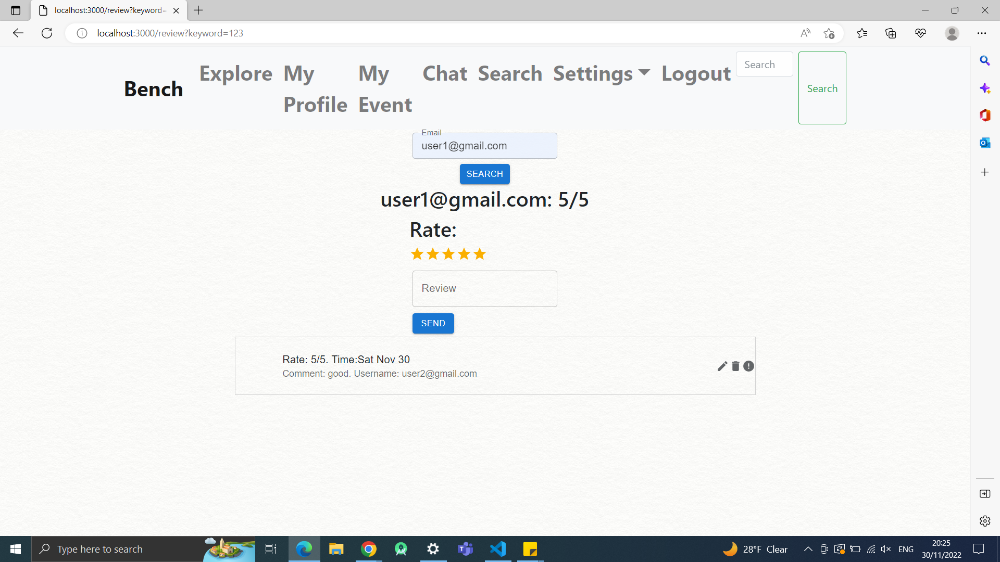 localhost:3000/review?keyword=
localhost:3000/review?keyword=123
Bench
Explore
My Profile
My Event
Chat
Search
Settings
Logout
Search
Search
Email
user1@gmail.com
SEARCH
user1@gmail.com: 5/5
Rate:
Review
SEND
Rate: 5/5. Time:Sat Nov 30
Comment: good. Username: user2@gmail.com
Type here to search
28°F Clear
ENG
20:25
30/11/2022